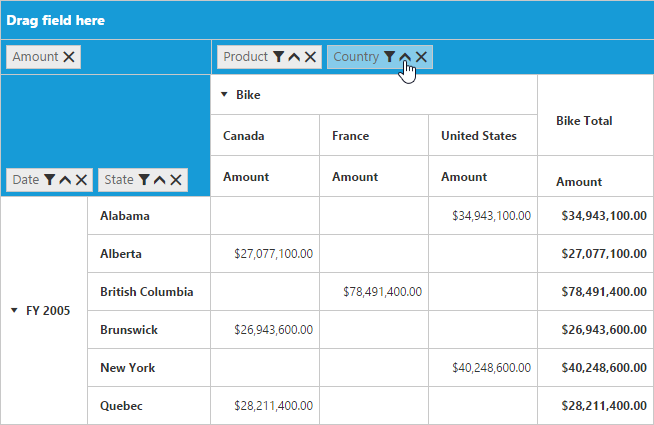 Drag field here
Amount
Product Country
Bike
Bike Total
Canada France United States
Date State
Amount Amount Amount Amount
FY 2005
Alabama $34,943,100.00 $34,943,100.00
Alberta $27,077,100.00 $27,077,100.00
British Columbia $78,491,400.00 $78,491,400.00
Brunswick $26,943,600.00 $26,943,600.00
New York $40,248,600.00 $40,248,600.00
Quebec $28,211,400.00 $28,211,400.00